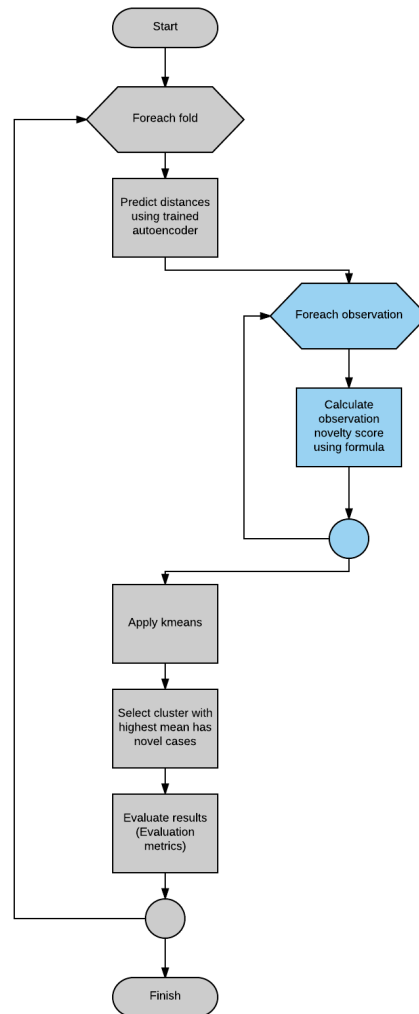 Start
Foreach fold
Predict distances
using trained
autoencoder
Foreach observation
Calculate
observation
novelty score
using formula
Apply kmeans
Select cluster with
highest mean has
novel cases
Evaluate results
(Evaluation
metrics)
Finish